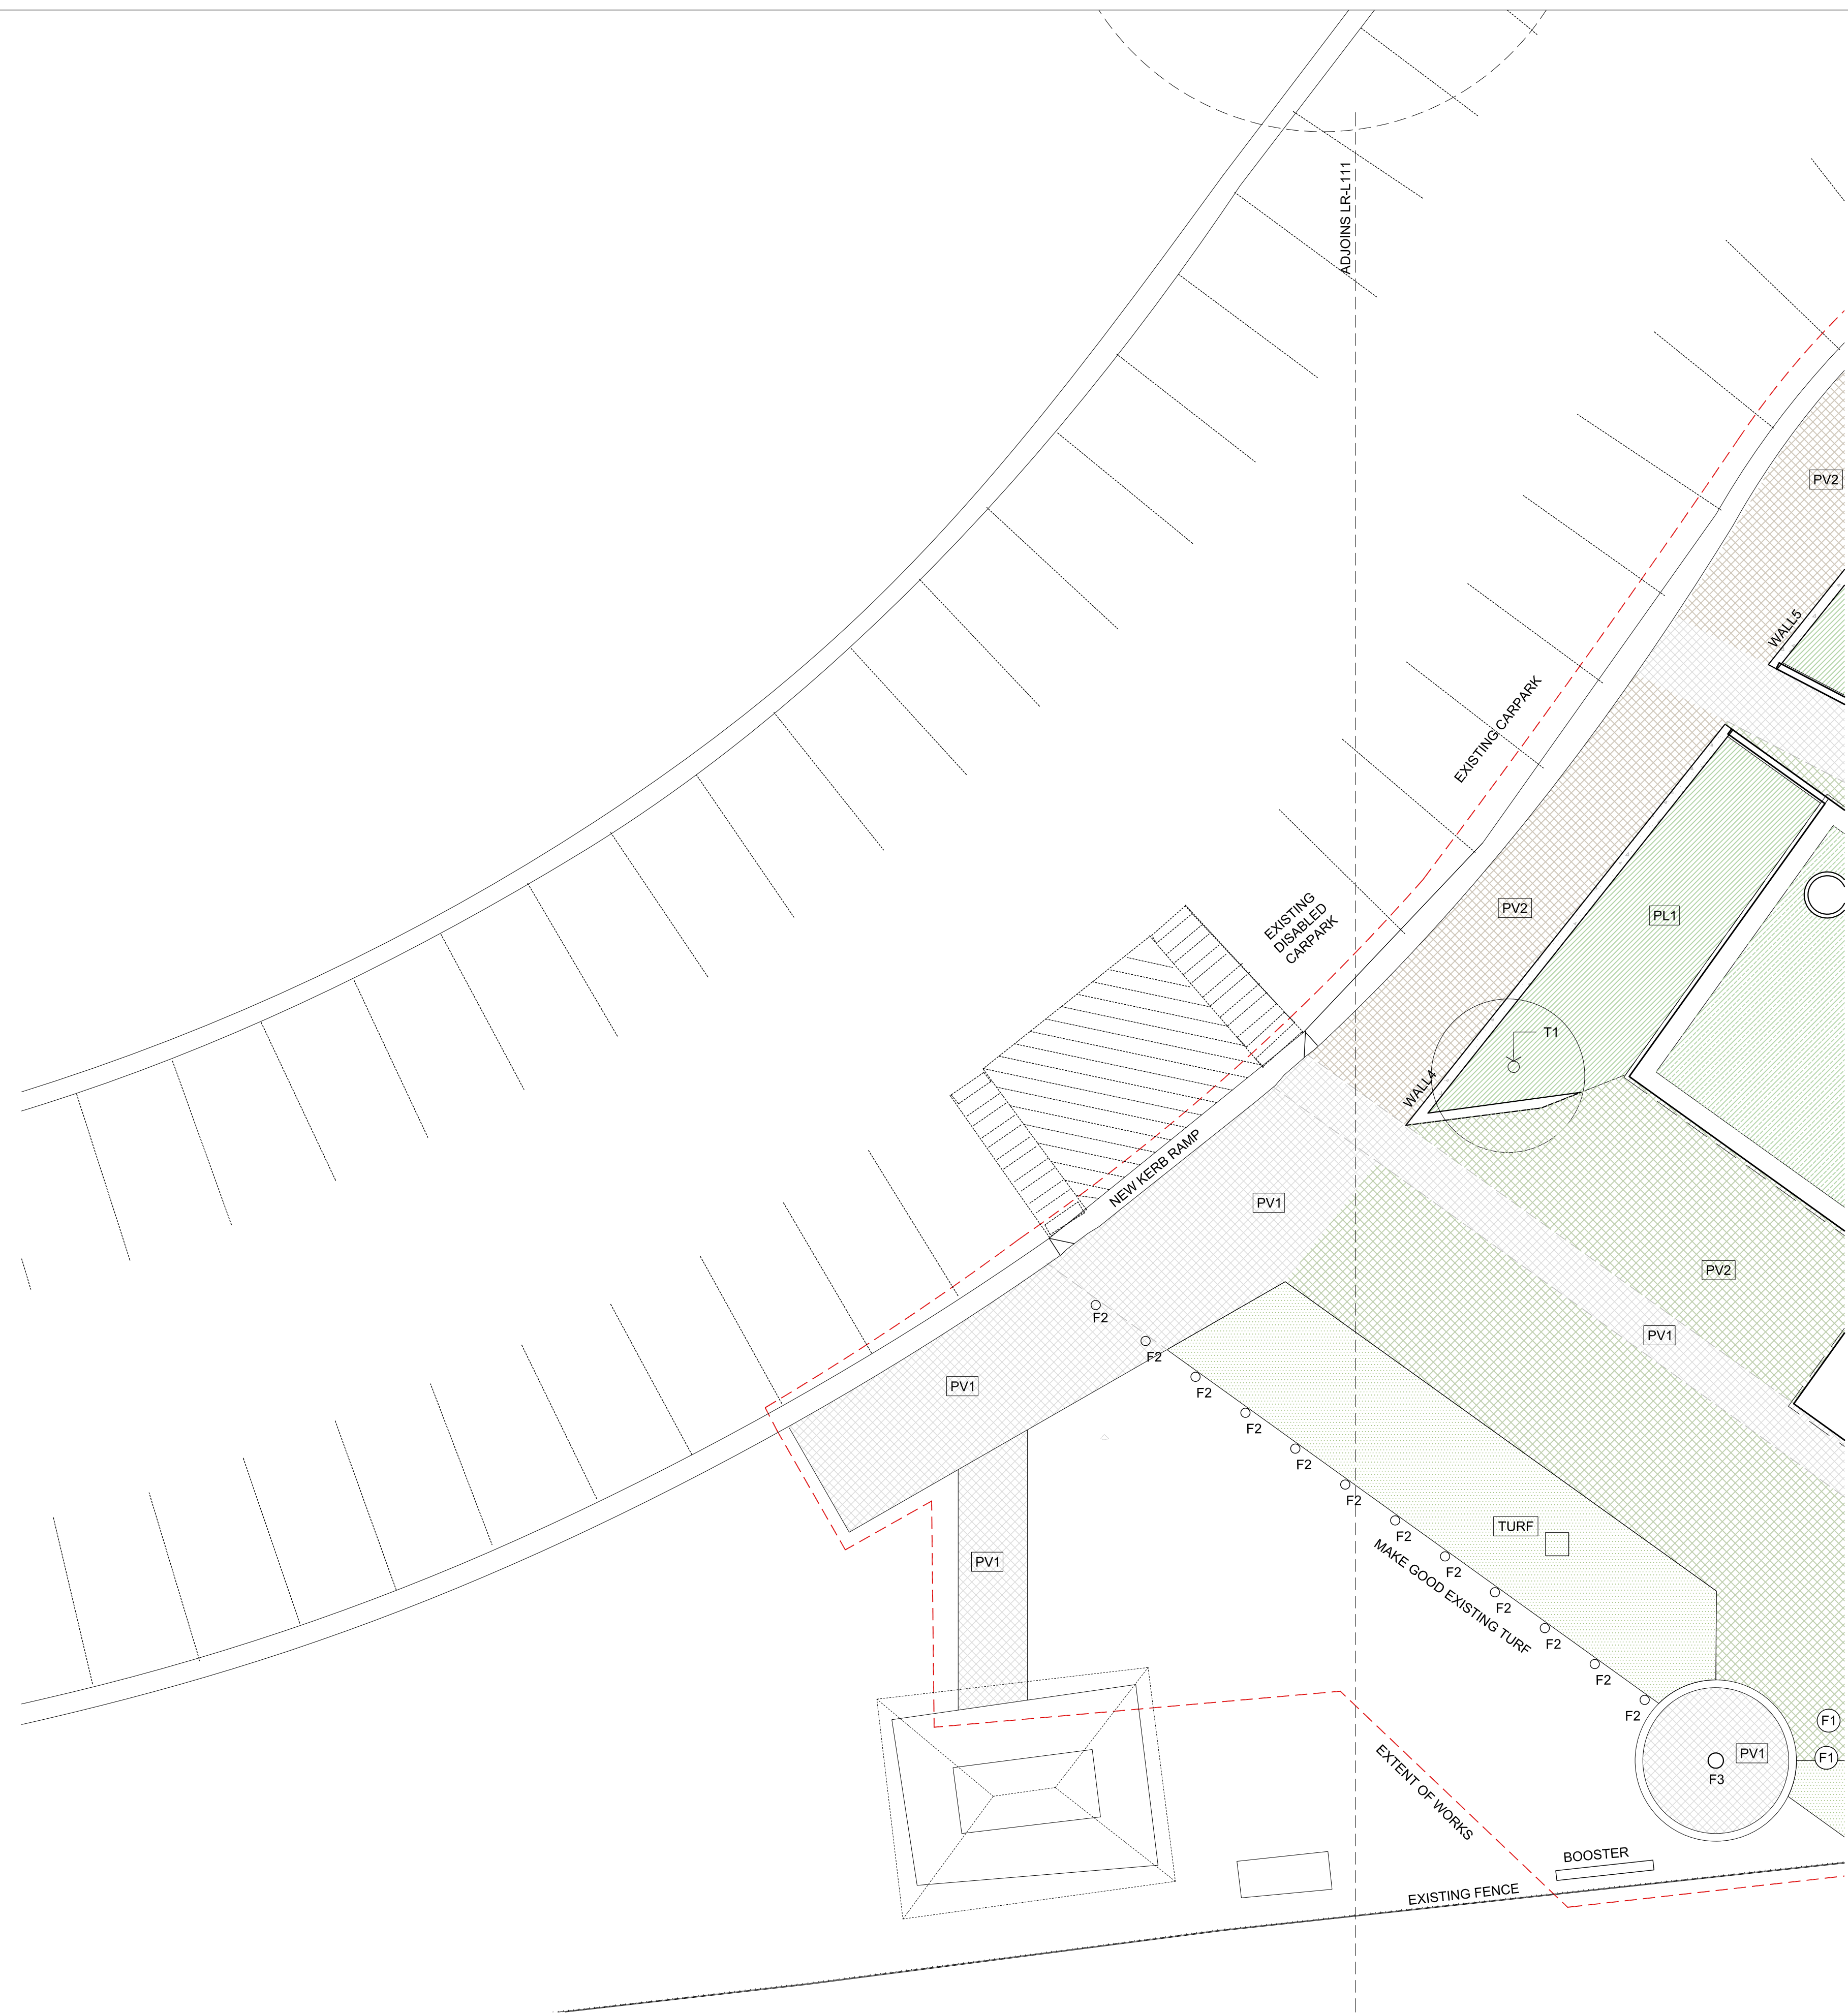 ADJOINS LR-L111
PV2
WALL5
EXISTING CARPARK
EXISTING
DISABLED
CARPARK
PV2
PL1
T1
WALL4
NEW KERB RAMP
PV1
PV2
F2
PV1
F2
PV1
F2
F2
F2
F2
TURF
F2
PV1
F2
MAKE GOOD EXISTING TURF
F2
F2
F2
F2
F1
PV1
F1
F3
EXTENT OF WORKS
BOOSTER
EXISTING FENCE